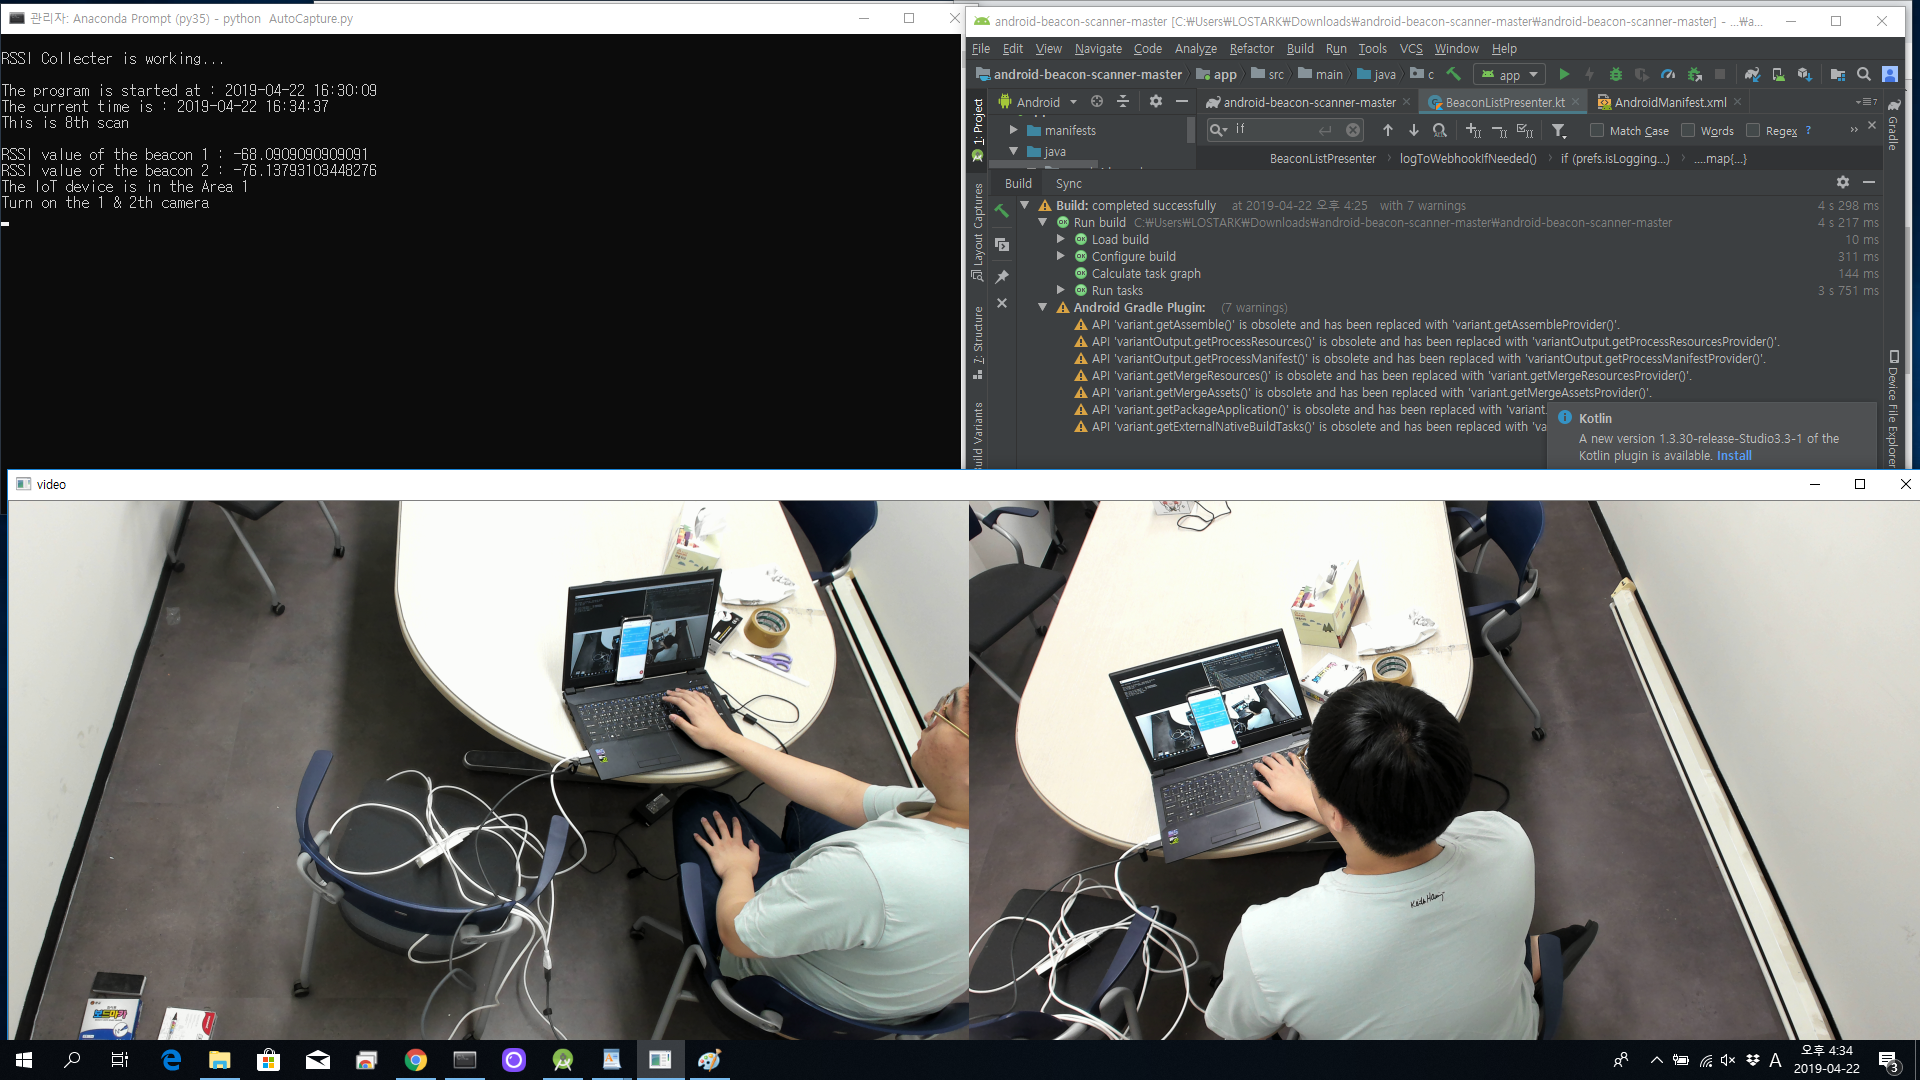 관리자: Anaconda Prompt (py35) - python AutoCapture.py
RSSI Collecter is working...
The program is started at : 2019-04-22 16:30:09
The current time is : 2019-04-22 16:34:37
This is 8th scan
RSSI value of the beacon 1 : -68.0909090909091
RSSI value of the beacon 2 : -76.13793103448276
The IoT device is in the Area 1
Turn on the 1 & 2th camera
android-beacon-scanner-master [C:₩Users₩LOSTARK₩Downloads₩android-beacon-scanner-master₩android-beacon-scanner-master] - ...₩a...
File Edit View Navigate Code Analyze Refactor Build Run Tools VCS Window Help
android-beacon-scanner-master app src main java c app
1: Project
Android
android-beacon-scanner-master BeaconListPresenter.kt AndroidManifest.xml
Gradle
manifests
java
if
Match Case Words Regex ?
BeaconListPresenter logToWebhookIfNeeded() if (prefs.isLogging...) ....map{...}
Build Sync
Layout Captures
7: Structure
Build Variants
Device File Explorer
Build: completed successfully at 2019-04-22 오후 4:25 with 7 warnings 4 s 298 ms
Run build C:₩Users₩LOSTARK₩Downloads₩android-beacon-scanner-master₩android-beacon-scanner-master 4 s 217 ms
Load build 10 ms
Configure build 311 ms
Calculate task graph 144 ms
Run tasks 3 s 751 ms
Android Gradle Plugin: (7 warnings)
API 'variant.getAssemble()' is obsolete and has been replaced with 'variant.getAssembleProvider()'.
API 'variantOutput.getProcessResources()' is obsolete and has been replaced with 'variantOutput.getProcessResourcesProvider()'.
API 'variantOutput.getProcessManifest()' is obsolete and has been replaced with 'variantOutput.getProcessManifestProvider()'.
API 'variant.getMergeResources()' is obsolete and has been replaced with 'variant.getMergeResourcesProvider()'.
API 'variant.getMergeAssets()' is obsolete and has been replaced with 'variant.getMergeAssetsProvider()'.
API 'variant.getPackageApplication()' is obsolete and has been replaced with 'variant.
API 'variant.getExternalNativeBuildTasks()' is obsolete and has been replaced with 'va
Kotlin
A new version 1.3.30-release-Studio3.3-1 of the
Kotlin plugin is available. Install
video
Keith Haring
보드마카
A
오후 4:34
2019-04-22
3